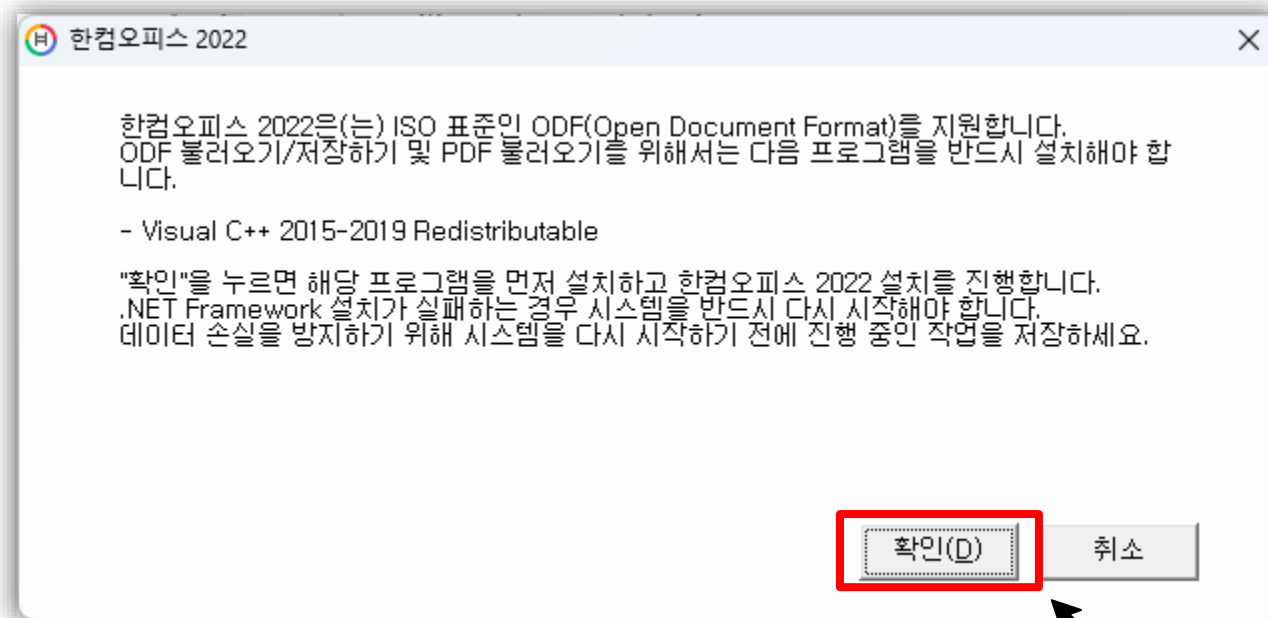 한컴오피스 2022
한컴오피스 2022은(는) ISO 표준인 ODF(Open Document Format)를 지원합니다.
ODF 불러오기/저장하기 및 PDF 불러오기를 위해서는 다음 프로그램을 반드시 설치해야 합
니다.
- Visual C++ 2015-2019 Redistributable
"확인"을 누르면 해당 프로그램을 먼저 설치하고 한컴오피스 2022 설치를 진행합니다.
.NET Framework 설치가 실패하는 경우 시스템을 반드시 다시 시작해야 합니다.
데이터 손실을 방지하기 위해 시스템을 다시 시작하기 전에 진행 중인 작업을 저장하세요.
확인(D)
취소